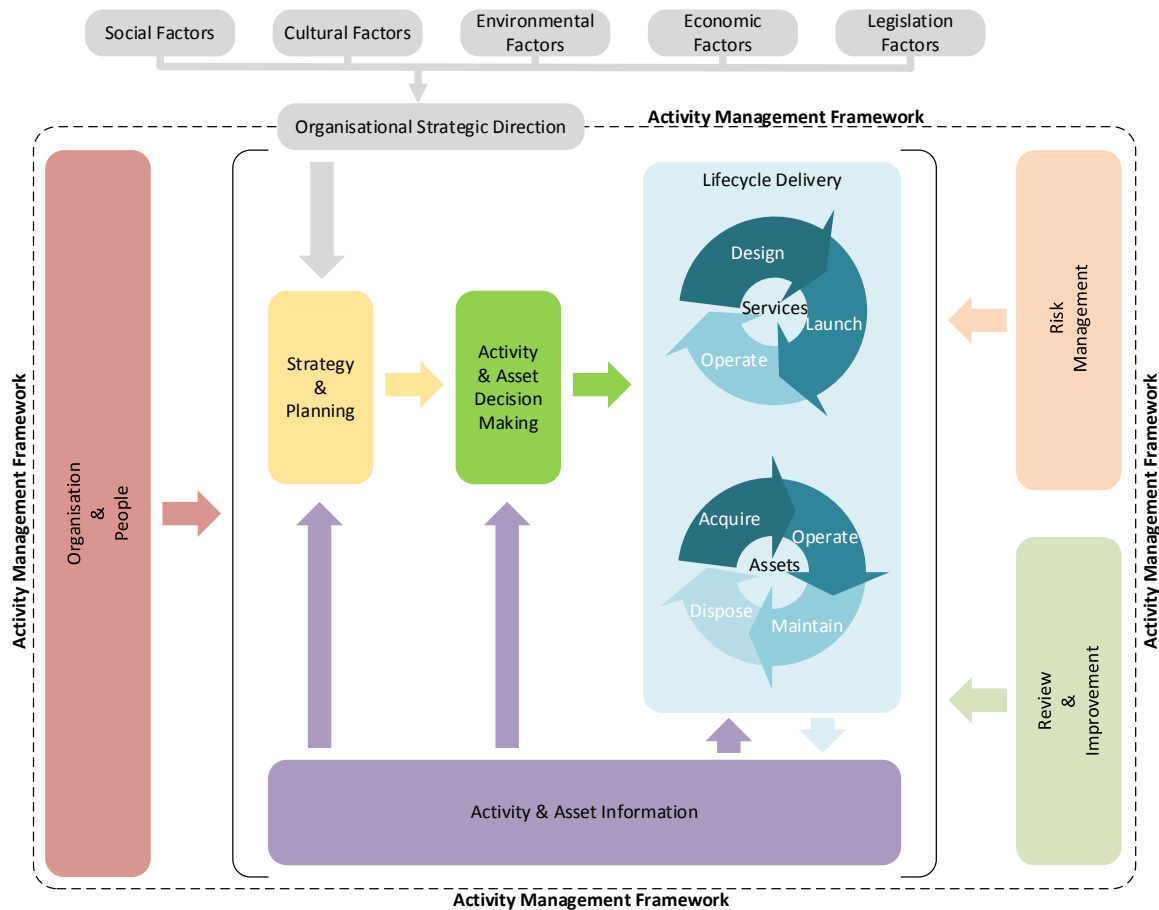 Social Factors
Cultural Factors
Environmental
Factors
Economic
Factors
Legislation
Factors
Organisational Strategic Direction
Activity Management Framework
Activity Management Framework
Organisation
&
People
Strategy
&
Planning
Activity
& Asset
Decision
Making
Lifecycle Delivery
Design
Services
Launch
Operate
Acquire
Operate
Assets
Dispose
Maintain
Risk
Management
Review
&
Improvement
Activity Management Framework
Activity & Asset Information
Activity Management Framework